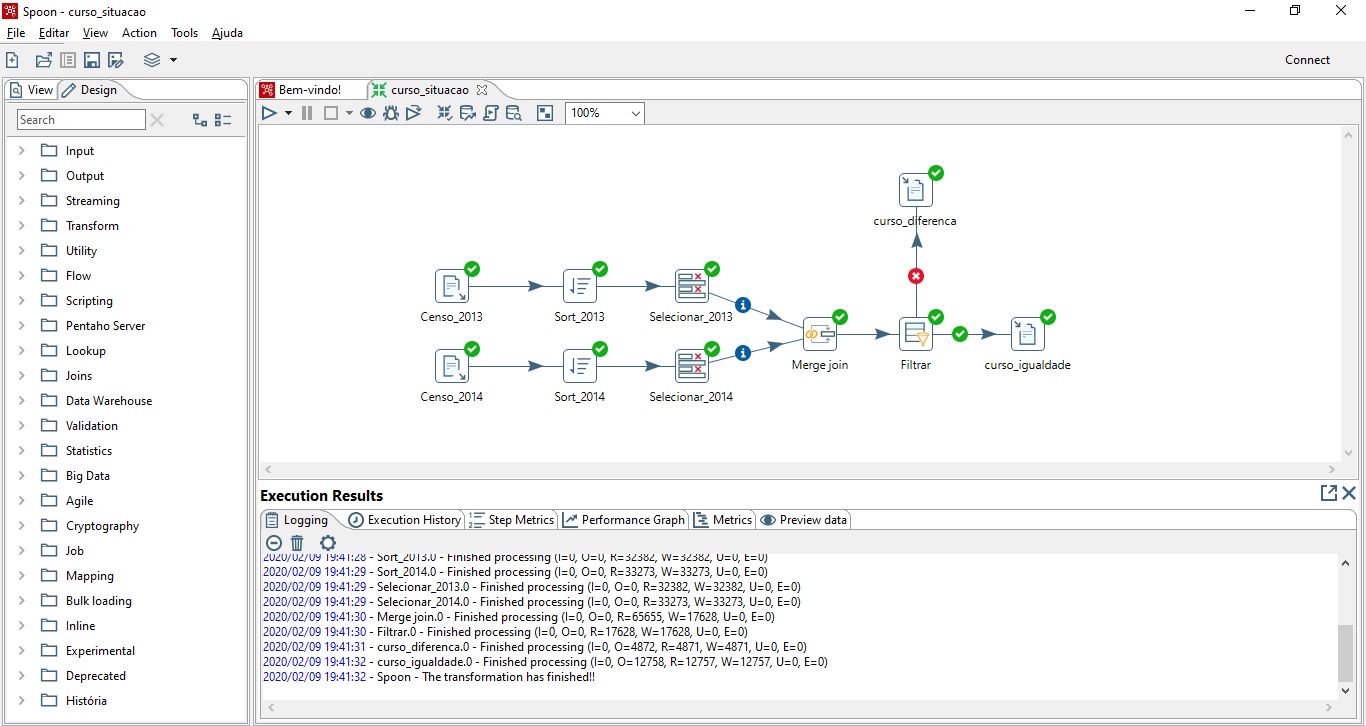 Spoon - curso_situacao
File Editar View Action Tools Ajuda
Connect
View Design
Search
Input
Output
Streaming
Transform
Utility
Flow
Scripting
Pentaho Server
Lookup
Joins
Data Warehouse
Validation
Statistics
Big Data
Agile
Cryptography
Job
Mapping
Bulk loading
Inline
Experimental
Deprecated
História
Bem-vindo! curso_situacao
100%
curso_diferenca
Censo_2013 Sort_2013 Selecionar_2013
Merge join Filtrar curso_igualdade
Censo_2014 Sort_2014 Selecionar_2014
Execution Results
Logging Execution History Step Metrics Performance Graph Metrics Preview data
2020/02/09 19:41:28 - Sort_2013.0 - Finished processing (I=0, O=0, R=32382, W=32382, U=0, E=0)
2020/02/09 19:41:29 - Sort_2014.0 - Finished processing (I=0, O=0, R=33273, W=33273, U=0, E=0)
2020/02/09 19:41:29 - Selecionar_2013.0 - Finished processing (I=0, O=0, R=32382, W=32382, U=0, E=0)
2020/02/09 19:41:29 - Selecionar_2014.0 - Finished processing (I=0, O=0, R=33273, W=33273, U=0, E=0)
2020/02/09 19:41:30 - Merge join.0 - Finished processing (I=0, O=0, R=65655, W=17628, U=0, E=0)
2020/02/09 19:41:30 - Filtrar.0 - Finished processing (I=0, O=0, R=17628, W=17628, U=0, E=0)
2020/02/09 19:41:31 - curso_diferenca.0 - Finished processing (I=0, O=4872, R=4871, W=4871, U=0, E=0)
2020/02/09 19:41:32 - curso_igualdade.0 - Finished processing (I=0, O=12758, R=12757, W=12757, U=0, E=0)
2020/02/09 19:41:32 - Spoon - The transformation has finished!!